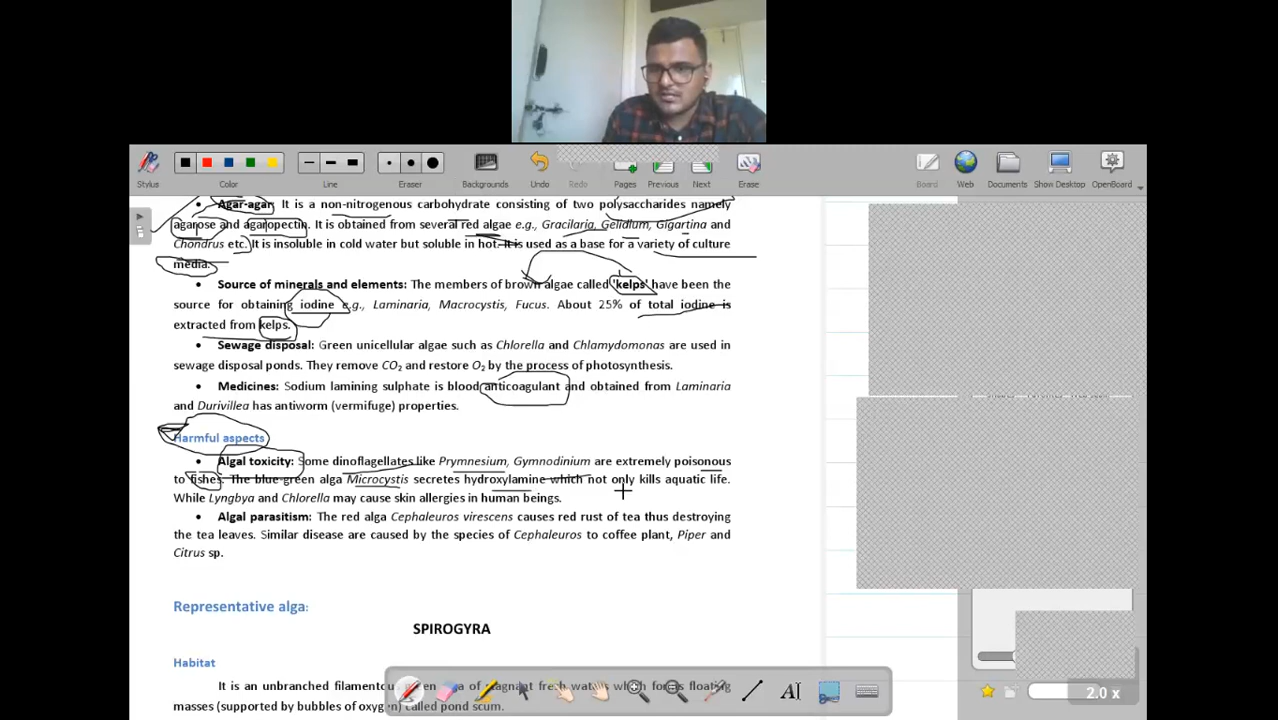 Stylus
Color
Line
Eraser
Backgrounds
Undo
Redo
Pages
Previous
Next
Erase
Board
Web
Documents
Show Desktop
OpenBoard
• Agar-agar: It is a non-nitrogenous carbohydrate consisting of two polysaccharides namely
agarose and agaropectin. It is obtained from several red algae e.g., Gracilaria, Gelidium, Gigartina and
Chondrus etc. It is insoluble in cold water but soluble in hot. It is used as a base for a variety of culture
media.
• Source of minerals and elements: The members of brown algae called 'kelps' have been the
source for obtaining iodine e.g., Laminaria, Macrocystis, Fucus. About 25% of total iodine is
extracted from kelps.
• Sewage disposal: Green unicellular algae such as Chlorella and Chlamydomonas are used in
sewage disposal ponds. They remove CO₂ and restore O₂ by the process of photosynthesis.
• Medicines: Sodium lamining sulphate is blood anticoagulant and obtained from Laminaria
and Durivillea has antiworm (vermifuge) properties.
Harmful aspects
• Algal toxicity: Some dinoflagellates like Prymnesium, Gymnodinium are extremely poisonous
to fishes. The blue-green alga Microcystis secretes hydroxylamine which not only kills aquatic life.
While Lyngbya and Chlorella may cause skin allergies in human beings.
• Algal parasitism: The red alga Cephaleuros virescens causes red rust of tea thus destroying
the tea leaves. Similar disease are caused by the species of Cephaleuros to coffee plant, Piper and
Citrus sp.
Representative alga:
SPIROGYRA
Habitat
It is an unbranched filamentous green alga of stagnant fresh water which forms floating
masses (supported by bubbles of oxygen) called pond scum.
2.0 x